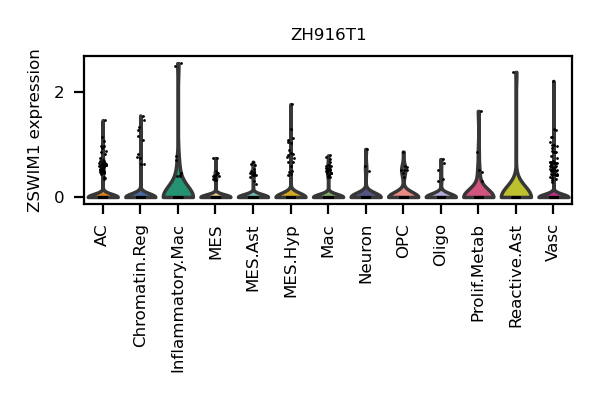 ZH916T1
ZSWIM1 expression
2
0
AC
Chromatin.Reg
Inflammatory.Mac
MES
MES.Ast
MES.Hyp
Mac
Neuron
OPC
Oligo
Prolif.Metab
Reactive.Ast
Vasc